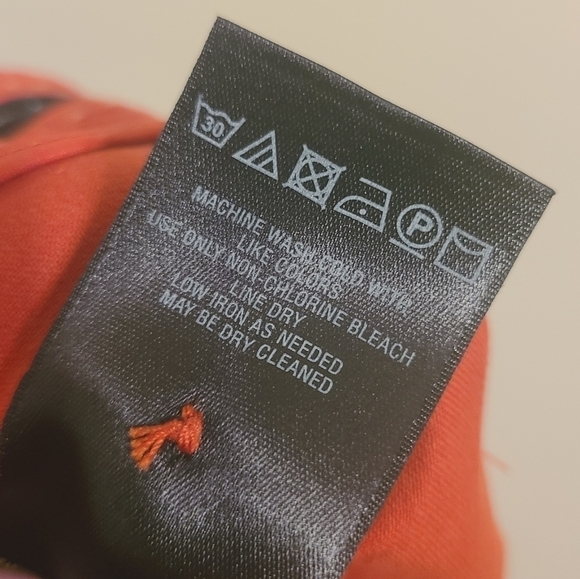 30 P
MACHINE WASH COLD WITH
LIKE COLORS
USE ONLY NON CHLORINE BLEACH
LINE DRY
LOW IRON AS NEEDED
MAY BE DRY CLEANED